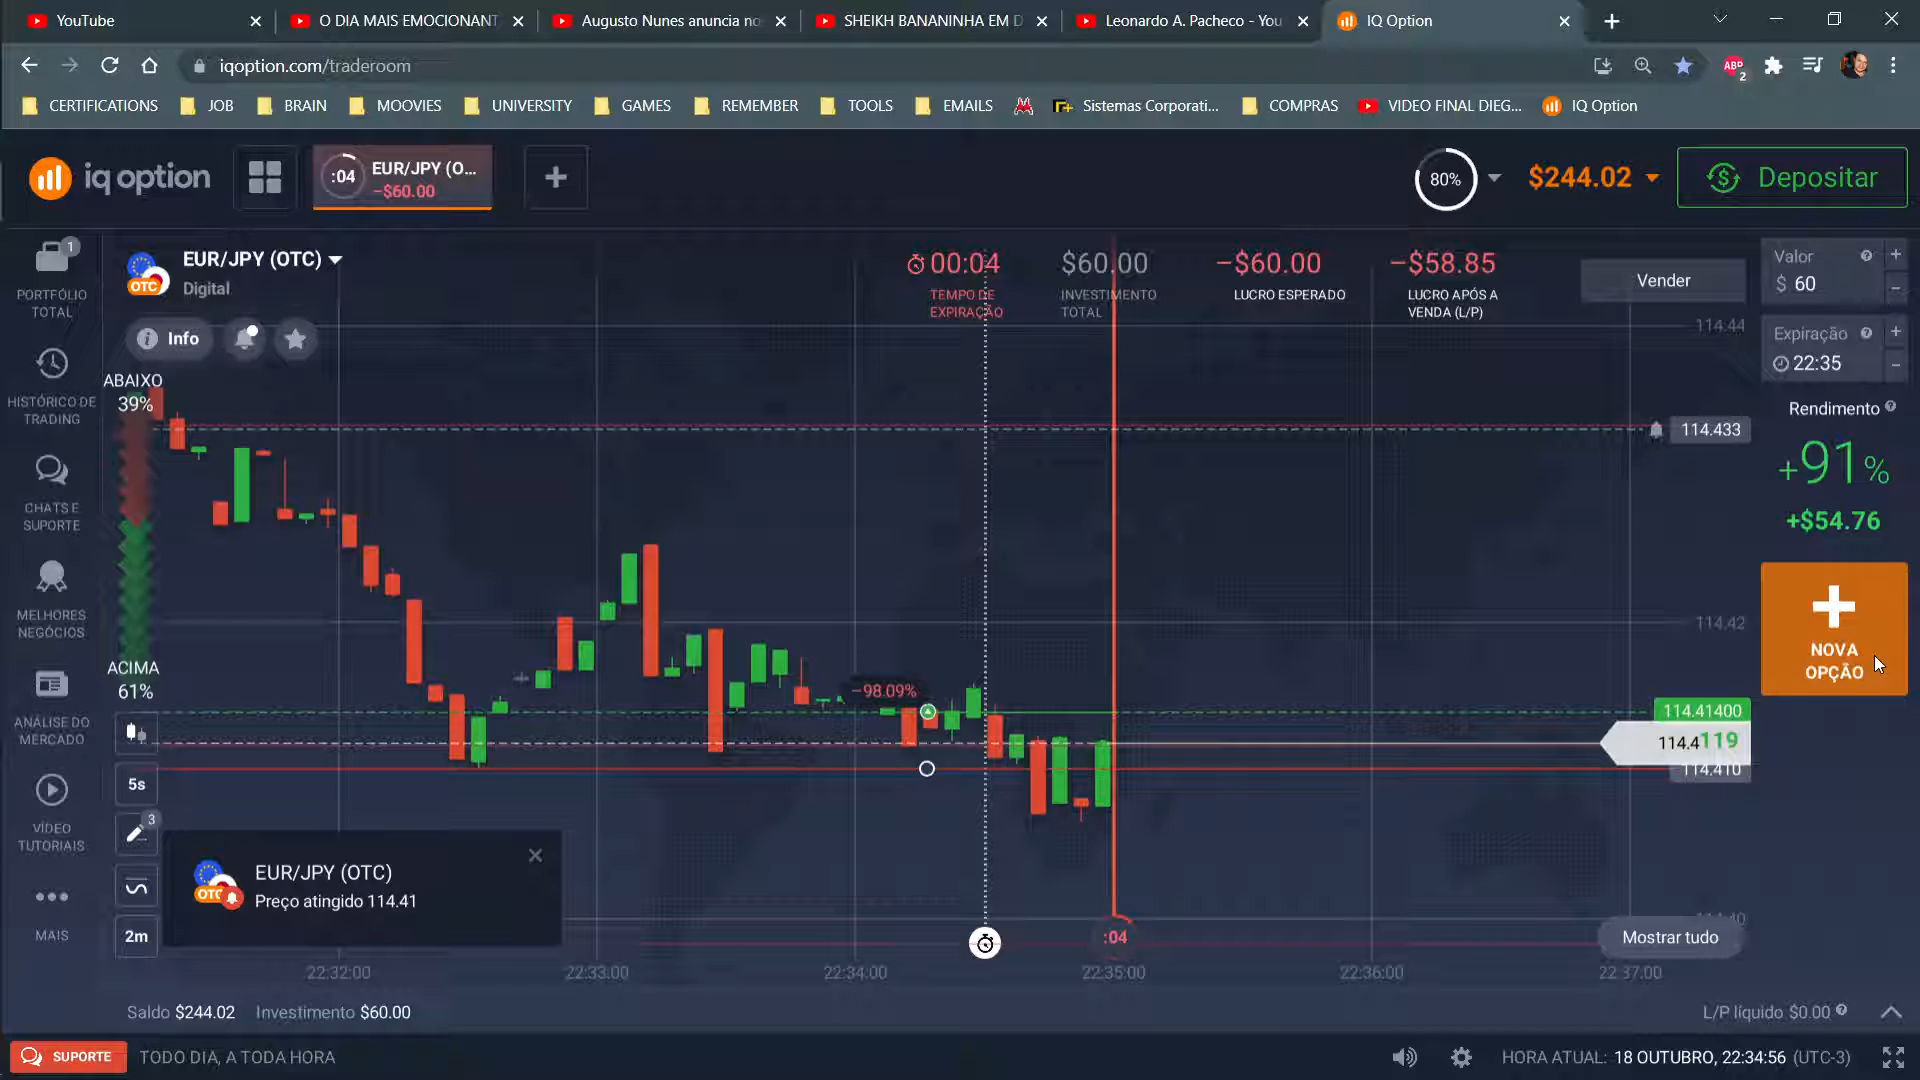 YouTube
O DIA MAIS EMOCIONANT
Augusto Nunes anuncia no
SHEIKH BANANINHA EM D
Leonardo A. Pacheco - You
IQ Option
iqoption.com/traderoom
ABP
2
CERTIFICATIONS
JOB
BRAIN
MOOVIES
UNIVERSITY
GAMES
REMEMBER
TOOLS
EMAILS
Sistemas Corporati...
COMPRAS
VIDEO FINAL DIEG...
IQ Option
iq option
:04
EUR/JPY (O...
−$60.00
80%
$244.02
Depositar
1
PORTFÓLIO
TOTAL
HISTÓRICO DE
TRADING
CHATS E
SUPORTE
MELHORES
NEGÓCIOS
ANÁLISE DO
MERCADO
VÍDEO
TUTORIAIS
MAIS
OTC
EUR/JPY (OTC)
Digital
Info
00:04
TEMPO DE
EXPIRAÇÃO
$60.00
INVESTIMENTO
TOTAL
−$60.00
LUCRO ESPERADO
−$58.85
LUCRO APÓS A
VENDA (L/P)
Vender
ABAIXO
39%
ACIMA
61%
−98.09%
114.44
114.433
114.42
114.41400
114.4119
114.410
Valor
$ 60
Expiração
22:35
Rendimento
+91%
+$54.76
NOVA
OPÇÃO
5s
3
2m
OTC
EUR/JPY (OTC)
Preço atingido 114.41
:04
Mostrar tudo
22:32:00
22:33:00
22:34:00
22:35:00
22:36:00
22:37:00
Saldo $244.02
Investimento $60.00
L/P líquido $0.00
SUPORTE
TODO DIA, A TODA HORA
HORA ATUAL: 18 OUTUBRO, 22:34:56 (UTC-3)